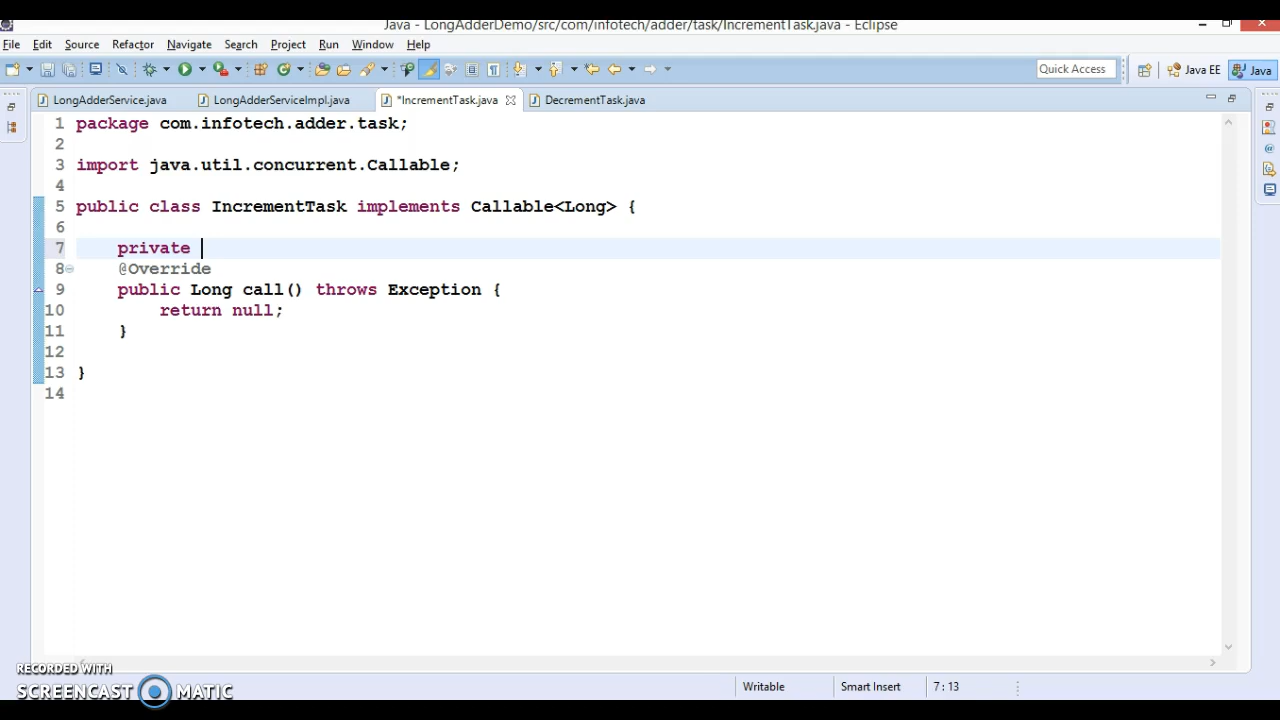 Java - LongAdderDemo/src/com/infotech/adder/task/IncrementTask.java - Eclipse
File Edit Source Refactor Navigate Search Project Run Window Help
Quick Access Java EE Java
LongAdderService.java LongAdderServiceImpl.java *IncrementTask.java DecrementTask.java
1 package com.infotech.adder.task;
2
3 import java.util.concurrent.Callable;
4
5 public class IncrementTask implements Callable<Long> {
6
7 private
8 @Override
9 public Long call() throws Exception {
10 return null;
11 }
12
13 }
14
RECORDED WITH
SCREENCAST MATIC
Writable Smart Insert 7 : 13